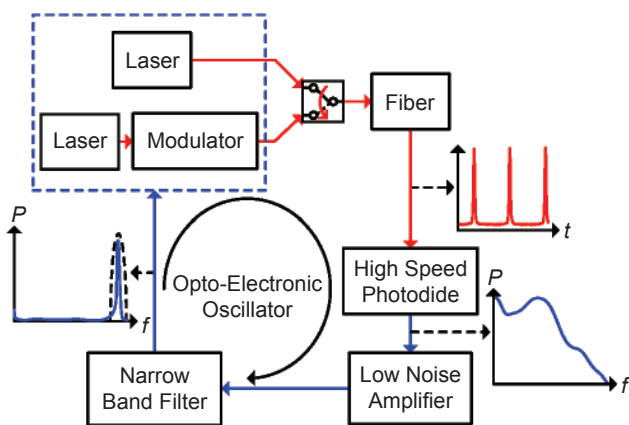 Laser
Laser
Modulator
Fiber
t
High Speed
Photodide
P
f
P
f
Opto-Electronic
Oscillator
Narrow
Band Filter
Low Noise
Amplifier